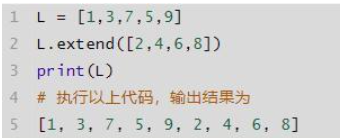 1 L = [1,3,7,5,9]
2 L.extend([2,4,6,8])
3 print(L)
4 # 执行以上代码，输出结果为
5 [1, 3, 7, 5, 9, 2, 4, 6, 8]